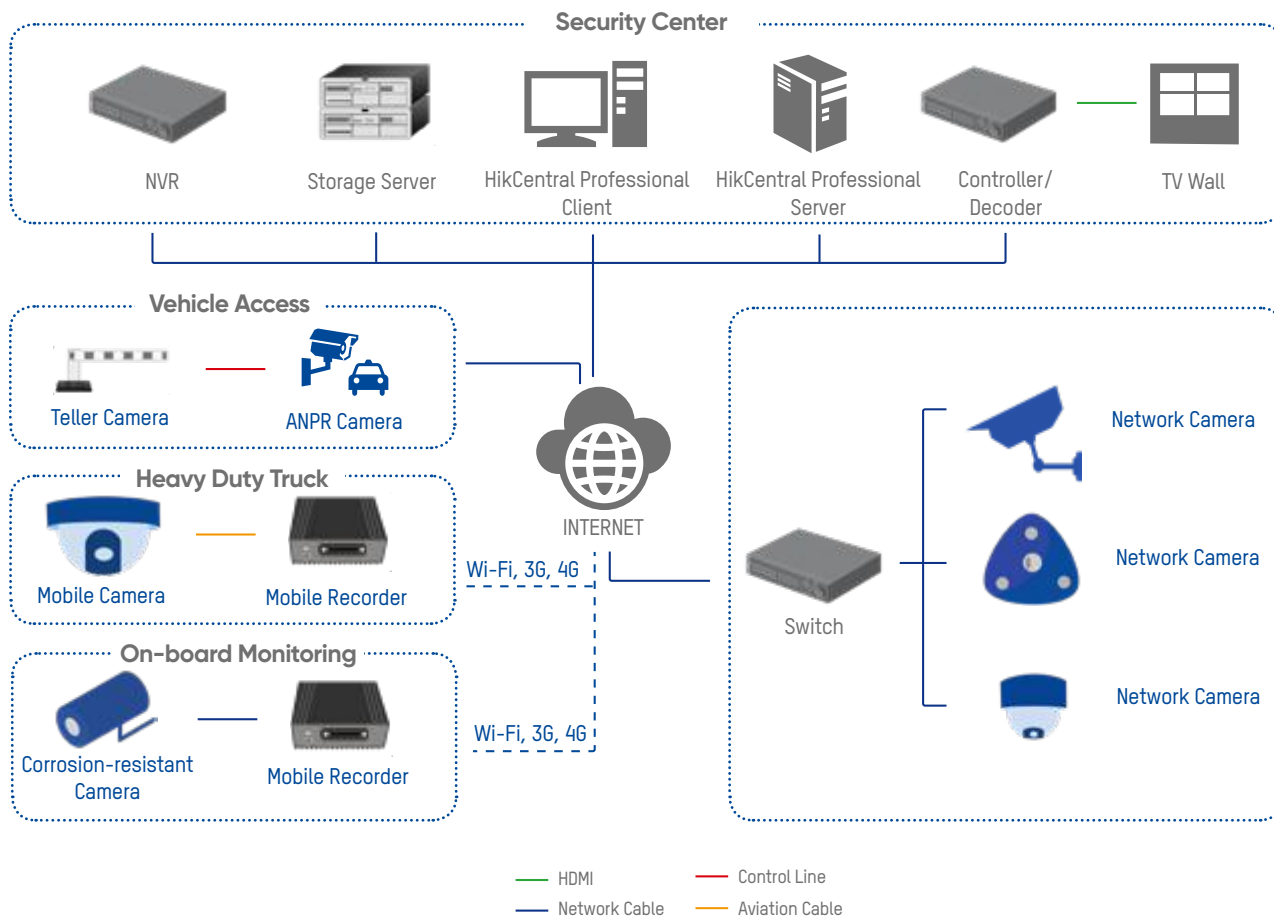 Security Center
NVR
Storage Server
HikCentral Professional
Client
HikCentral Professional
Server
Controller/
Decoder
TV Wall
Vehicle Access
Teller Camera
ANPR Camera
Heavy Duty Truck
Mobile Camera
Mobile Recorder
Wi-Fi, 3G, 4G
On-board Monitoring
Corrosion-resistant
Camera
Mobile Recorder
Wi-Fi, 3G, 4G
INTERNET
Switch
Network Camera
Network Camera
Network Camera
HDMI
Control Line
Network Cable
Aviation Cable